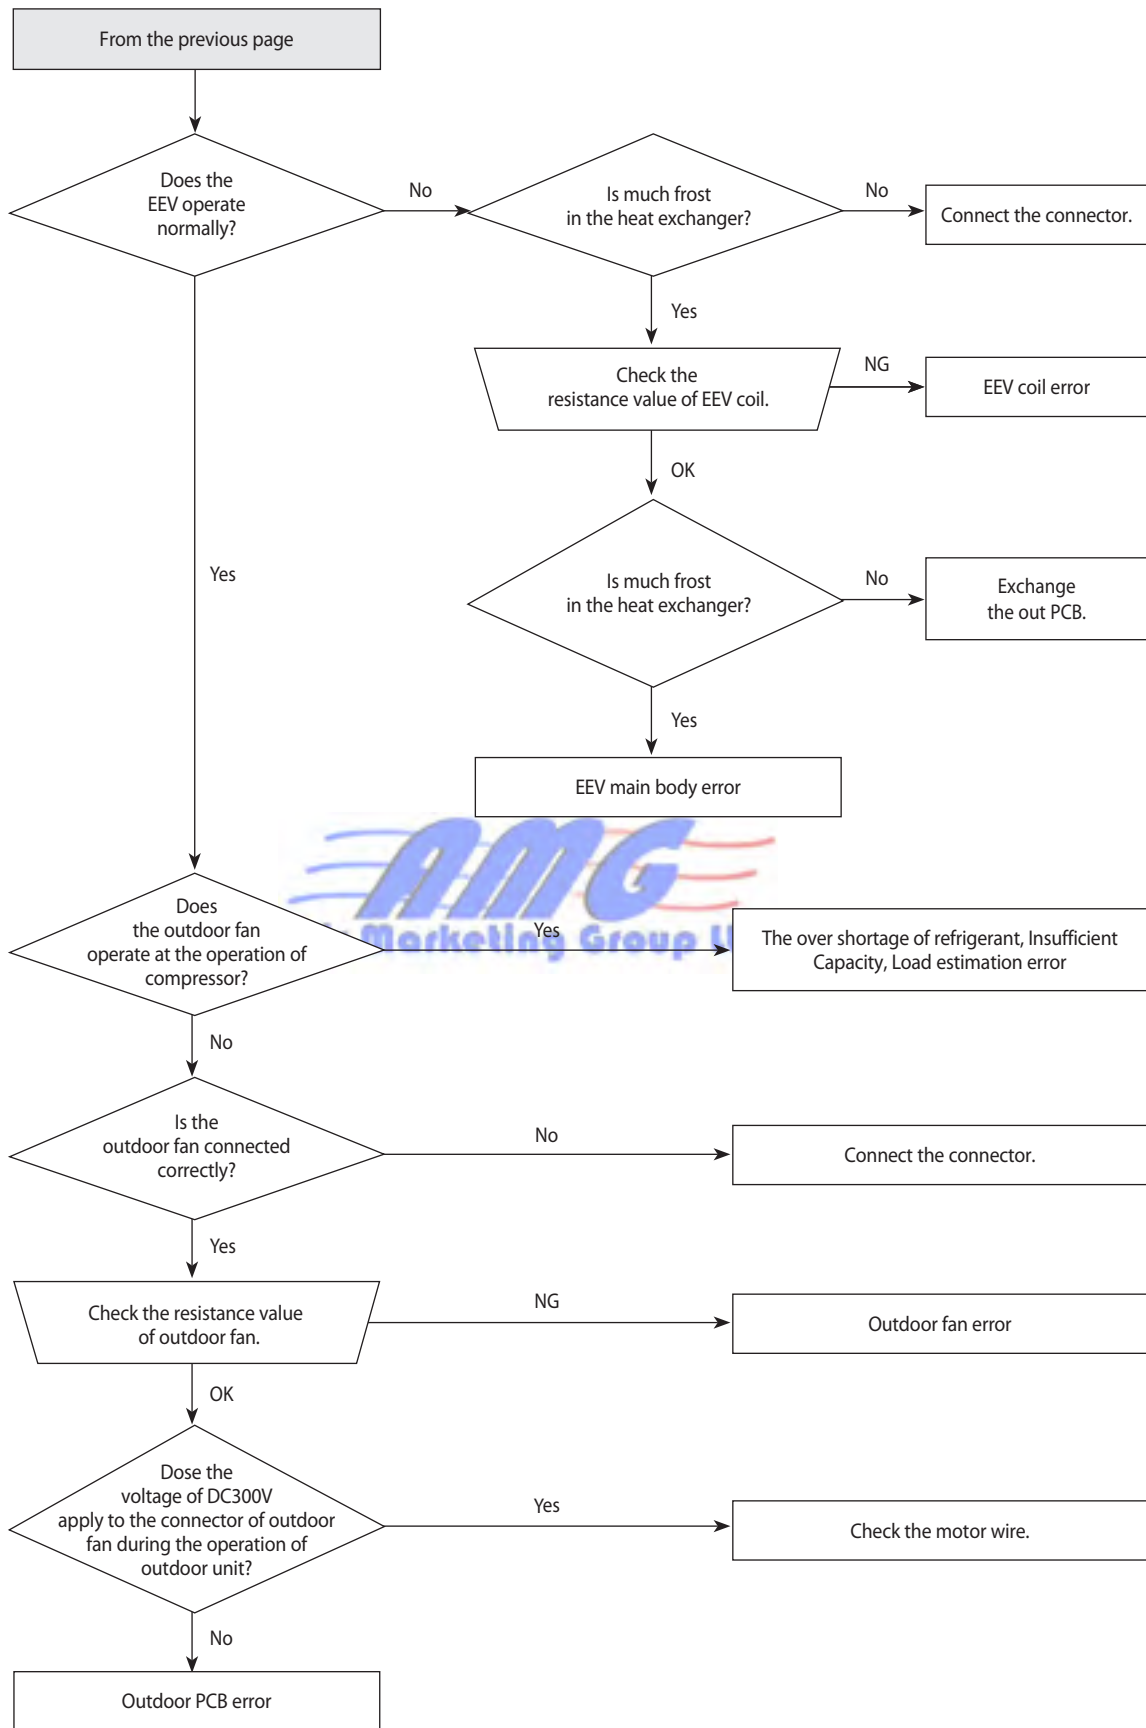 From the previous page
Does the
EEV operate
normally?
No
Is much frost
in the heat exchanger?
No
Connect the connector.
Yes
Check the
resistance value of EEV coil.
NG
EEV coil error
OK
Yes
Is much frost
in the heat exchanger?
No
Exchange
the out PCB.
Yes
EEV main body error
AMG
Marketing Group
Does
the outdoor fan
operate at the operation of
compressor?
Yes
The over shortage of refrigerant, Insufficient
Capacity, Load estimation error
No
Is the
outdoor fan connected
correctly?
No
Connect the connector.
Yes
Check the resistance value
of outdoor fan.
NG
Outdoor fan error
OK
Dose the
voltage of DC300V
apply to the connector of outdoor
fan during the operation of
outdoor unit?
Yes
Check the motor wire.
No
Outdoor PCB error